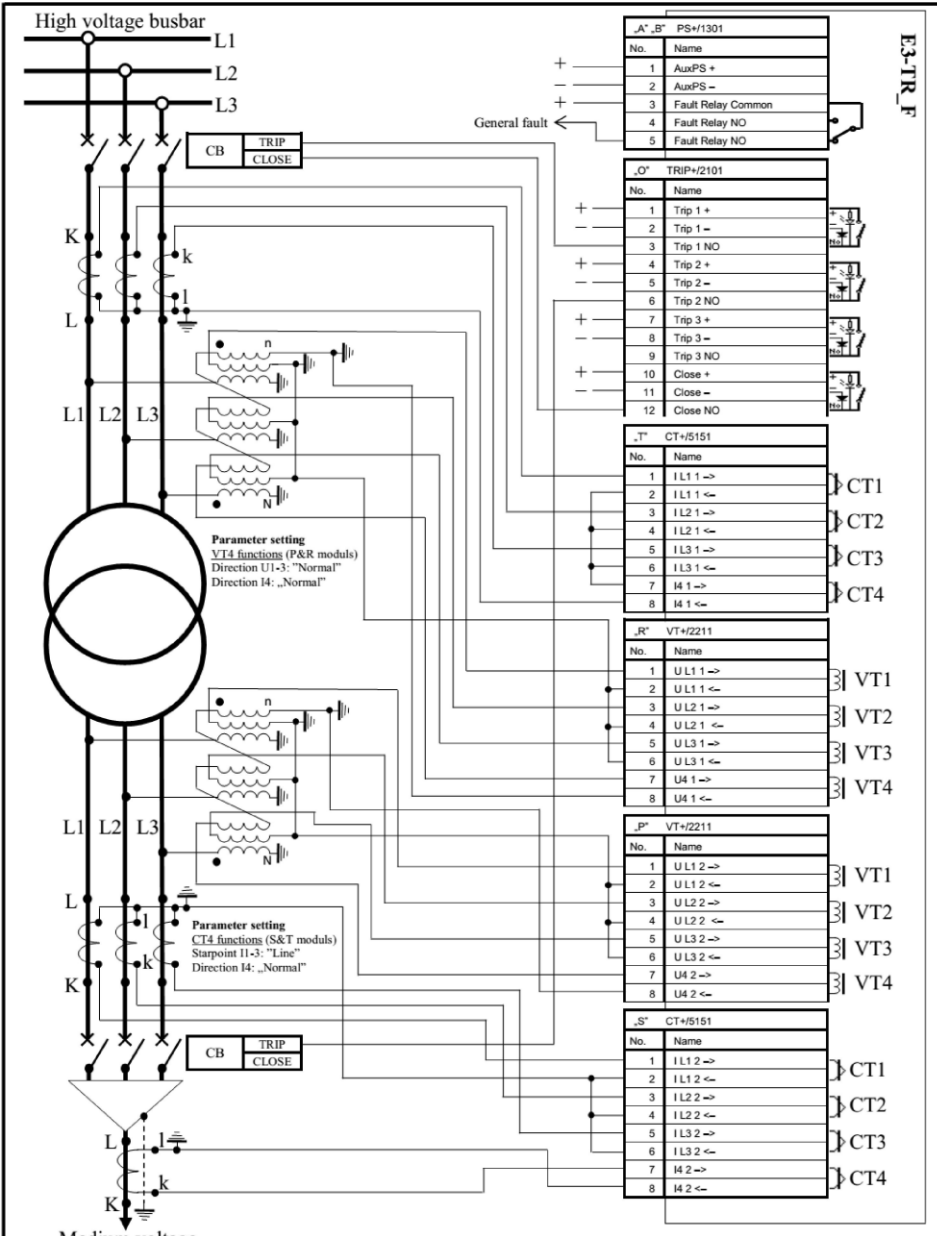 High voltage busbar
L1
L2
L3
CB
TRIP
CLOSE
General fault
+
−
+
E3-TR_F
„A" „B" PS+/1301
No. Name
1 AuxPS +
2 AuxPS –
3 Fault Relay Common
4 Fault Relay NO
5 Fault Relay NO
„O" TRIP+/2101
No. Name
+ 1 Trip 1 +
− 2 Trip 1 –
3 Trip 1 NO
+ 4 Trip 2 +
− 5 Trip 2 –
6 Trip 2 NO
+ 7 Trip 3 +
− 8 Trip 3 –
9 Trip 3 NO
+ 10 Close +
− 11 Close –
12 Close NO
+
−
No
+
−
No
+
−
No
+
−
No
K
k
l
L
n
L1 L2 L3
N
Parameter setting
VT4 functions (P&R moduls)
Direction U1-3: "Normal"
Direction I4: „Normal"
„T" CT+/5151
No. Name
1 I L1 1 –>
2 I L1 1 <–
3 I L2 1 –>
4 I L2 1 <–
5 I L3 1 –>
6 I L3 1 <–
7 I4 1 –>
8 I4 1 <–
CT1
CT2
CT3
CT4
„R" VT+/2211
No. Name
1 U L1 1 –>
2 U L1 1 <–
3 U L2 1 –>
4 U L2 1 <–
5 U L3 1 –>
6 U L3 1 <–
7 U4 1 –>
8 U4 1 <–
VT1
VT2
VT3
VT4
n
L1 L2 L3
N
L
l
k
K
Parameter setting
CT4 functions (S&T moduls)
Starpoint I1-3: "Line"
Direction I4: „Normal"
„P" VT+/2211
No. Name
1 U L1 2 –>
2 U L1 2 <–
3 U L2 2 –>
4 U L2 2 <–
5 U L3 2 –>
6 U L3 2 <–
7 U4 2 –>
8 U4 2 <–
VT1
VT2
VT3
VT4
CB
TRIP
CLOSE
„S" CT+/5151
No. Name
1 I L1 2 –>
2 I L1 2 <–
3 I L2 2 –>
4 I L2 2 <–
5 I L3 2 –>
6 I L3 2 <–
7 I4 2 –>
8 I4 2 <–
CT1
CT2
CT3
CT4
L
l
k
K
Medium voltage